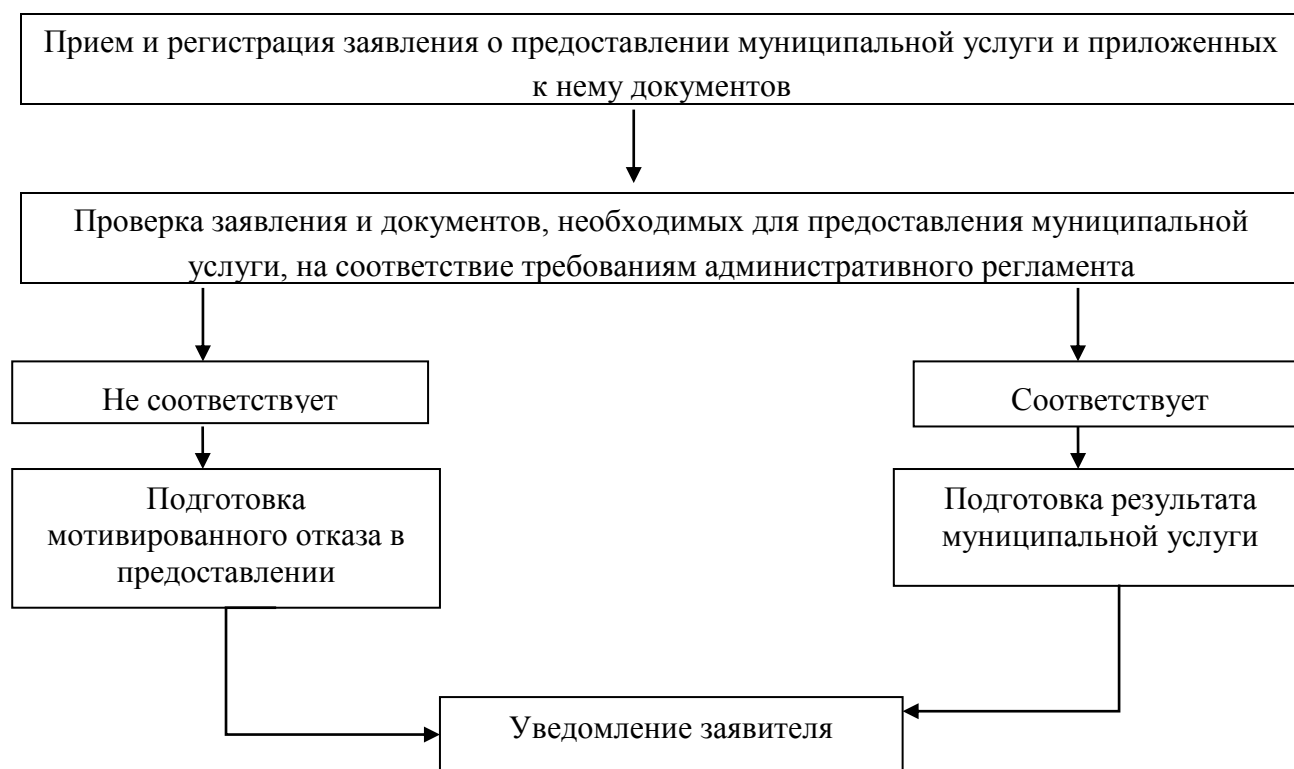 Прием и регистрация заявления о предоставлении муниципальной услуги и приложенных
к нему документов
Проверка заявления и документов, необходимых для предоставления муниципальной
услуги, на соответствие требованиям административного регламента
Не соответствует
Соответствует
Подготовка
мотивированного отказа в
предоставлении
Подготовка результата
муниципальной услуги
Уведомление заявителя